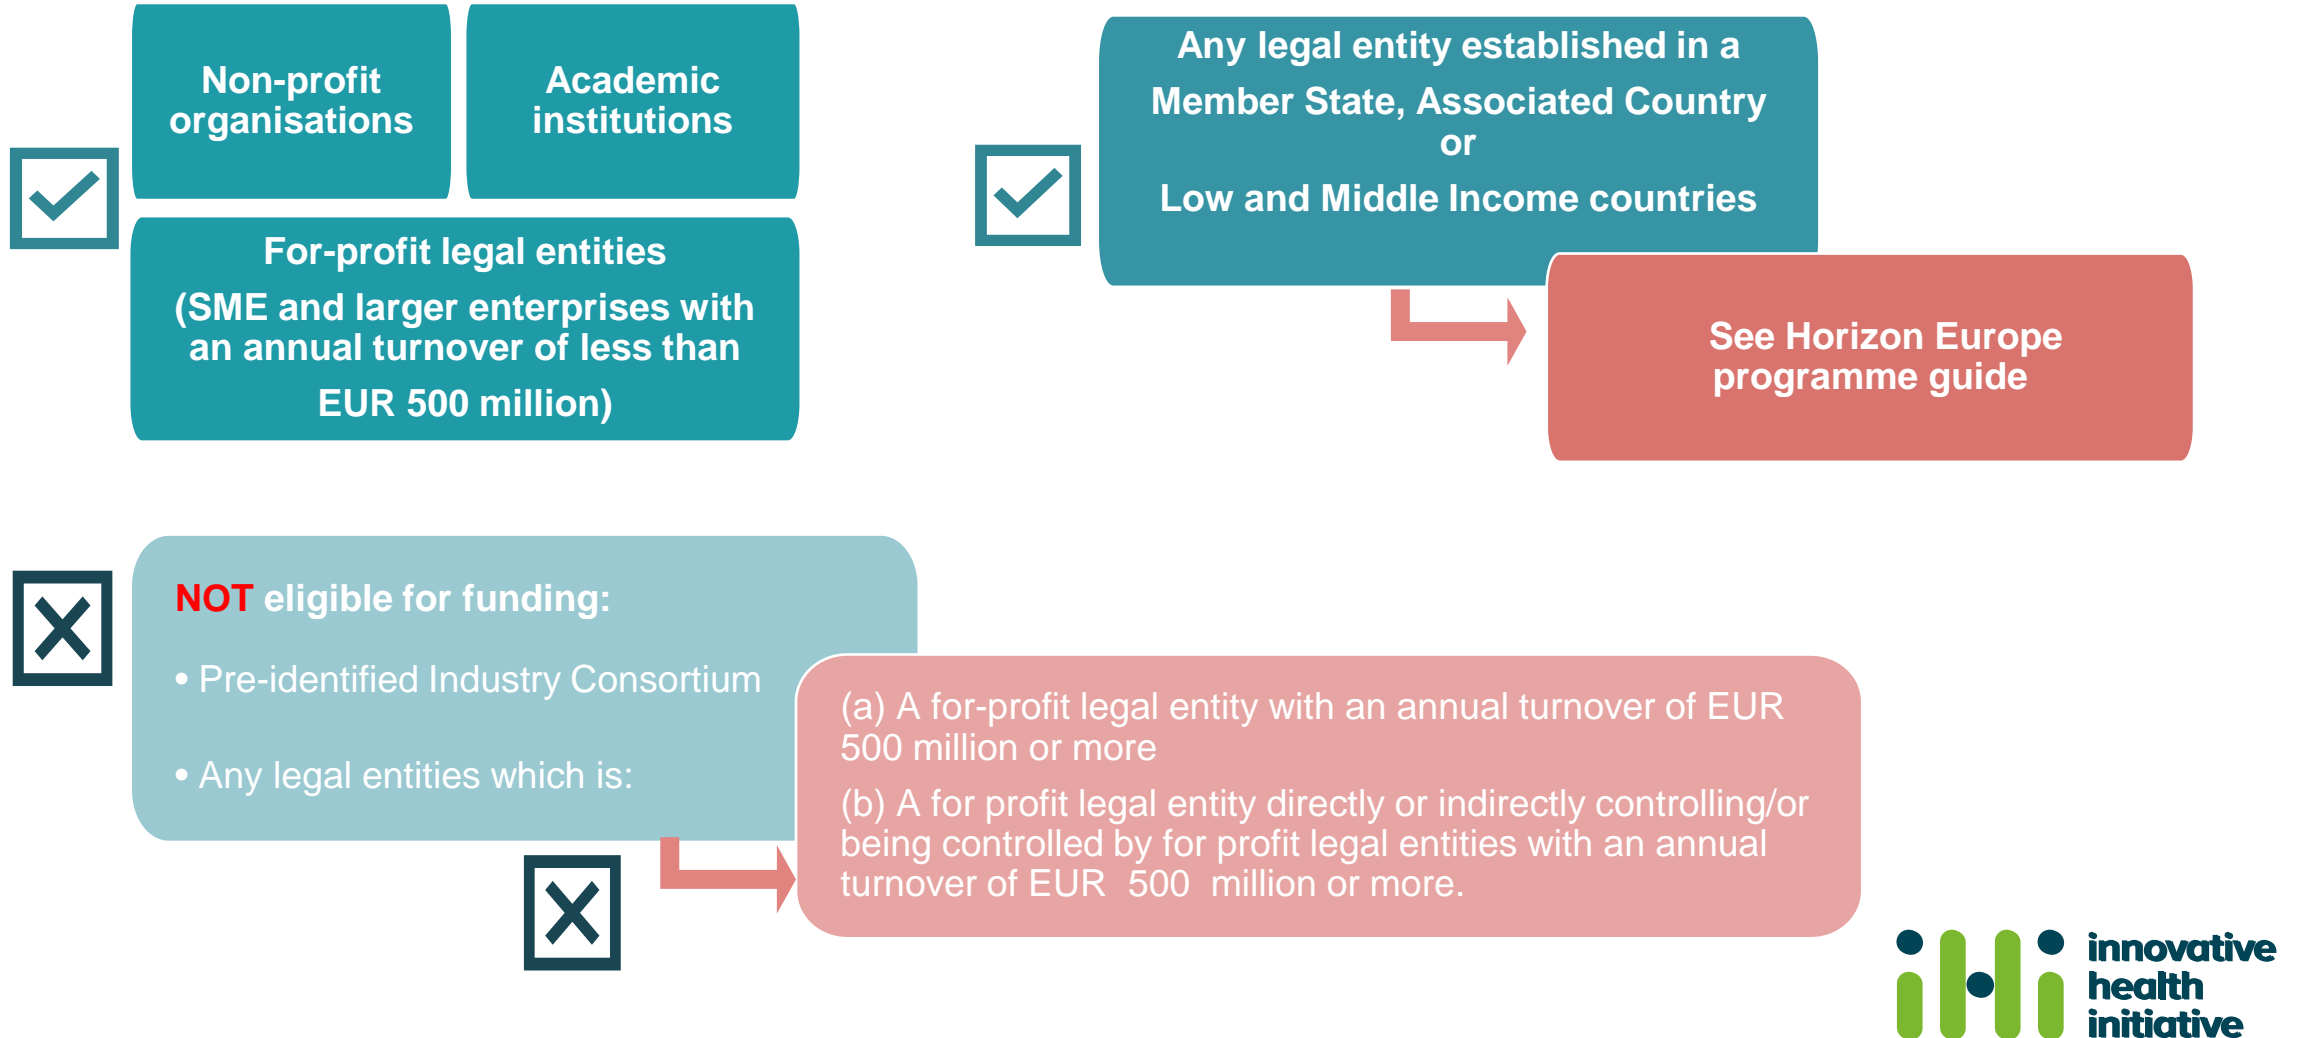 Non-profit
organisations
Academic
institutions
For-profit legal entities
(SME and larger enterprises with
an annual turnover of less than
EUR 500 million)
Any legal entity established in a
Member State, Associated Country
or
Low and Middle Income countries
See Horizon Europe
programme guide
NOT eligible for funding:
• Pre-identified Industry Consortium
• Any legal entities which is:
(a) A for-profit legal entity with an annual turnover of EUR
500 million or more
(b) A for profit legal entity directly or indirectly controlling/or
being controlled by for profit legal entities with an annual
turnover of EUR 500 million or more.
iHi
innovative
health
initiative